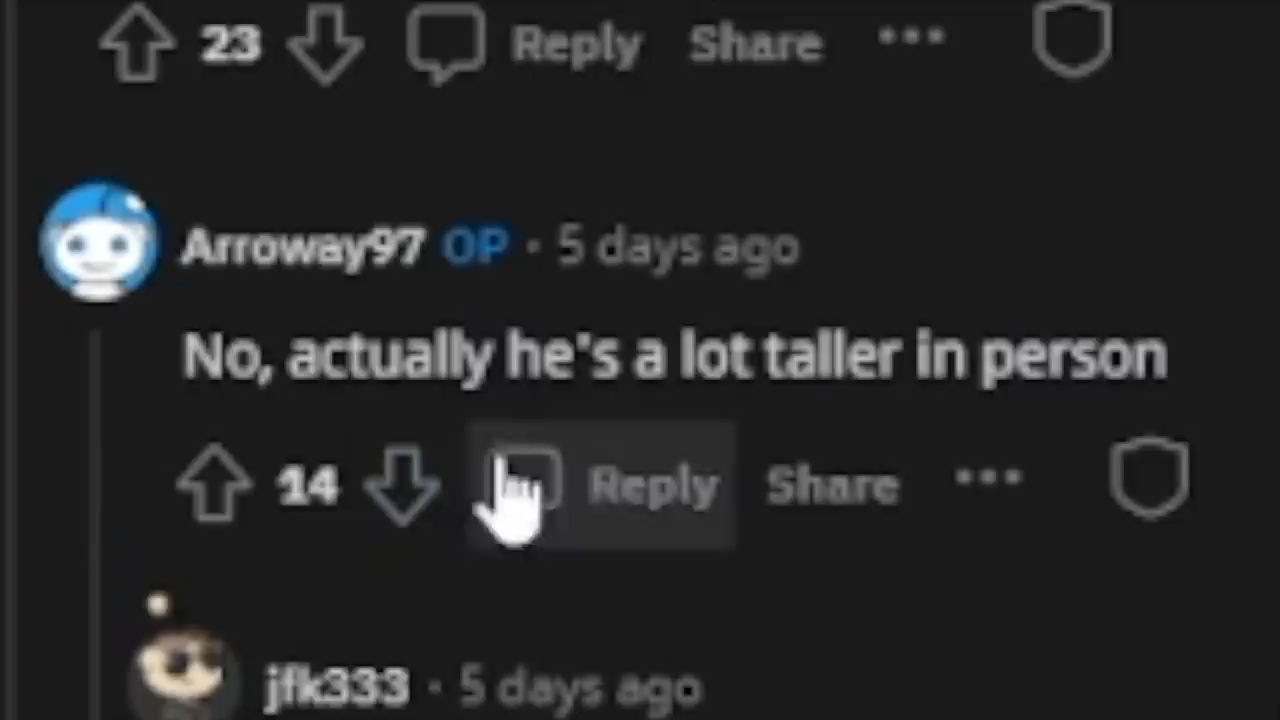 23 Reply Share ···
Arroway97 OP · 5 days ago
No, actually he's a lot taller in person
14 Reply Share ···
jfk333 · 5 days ago